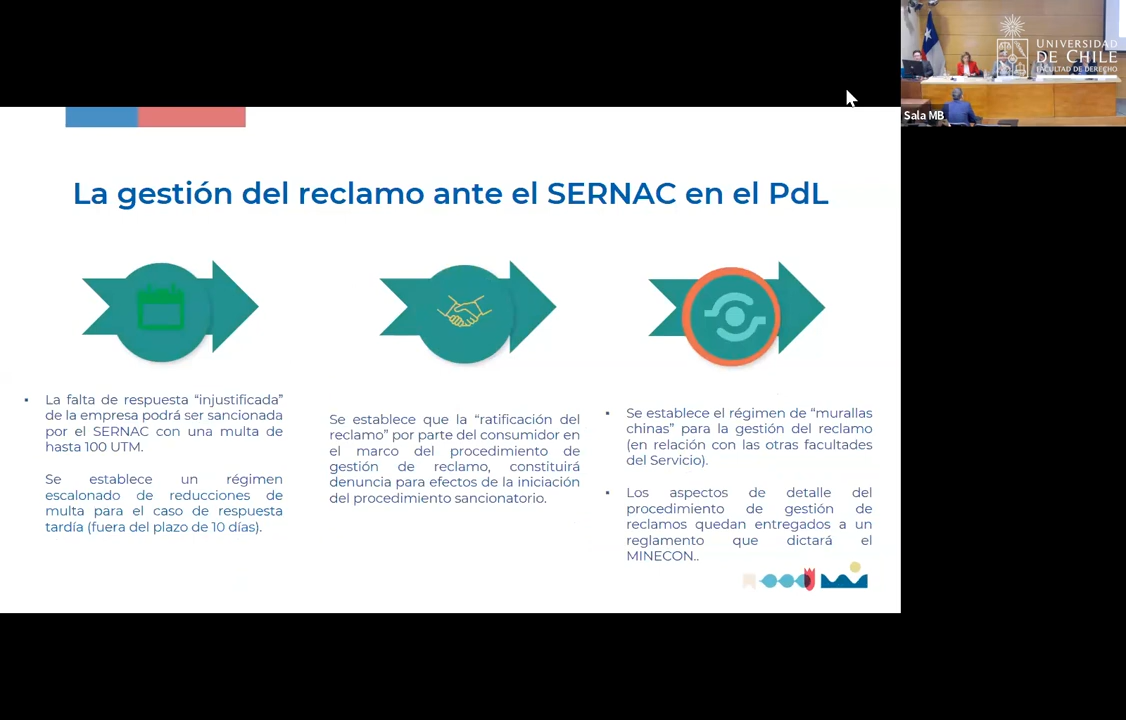 UNIVERSIDAD
DE CHILE
FACULTAD DE DERECHO
Sala MB
La gestión del reclamo ante el SERNAC en el PdL
▪ La falta de respuesta “injustificada”
de la empresa podrá ser sancionada
por el SERNAC con una multa de
hasta 100 UTM.
Se establece un régimen
escalonado de reducciones de
multa para el caso de respuesta
tardía (fuera del plazo de 10 días).
Se establece que la “ratificación del
reclamo” por parte del consumidor en
el marco del procedimiento de
gestión de reclamo, constituirá
denuncia para efectos de la iniciación
del procedimiento sancionatorio.
▪ Se establece el régimen de “murallas
chinas” para la gestión del reclamo
(en relación con las otras facultades
del Servicio).
▪ Los aspectos de detalle del
procedimiento de gestión de
reclamos quedan entregados a un
reglamento que dictará el
MINECON..